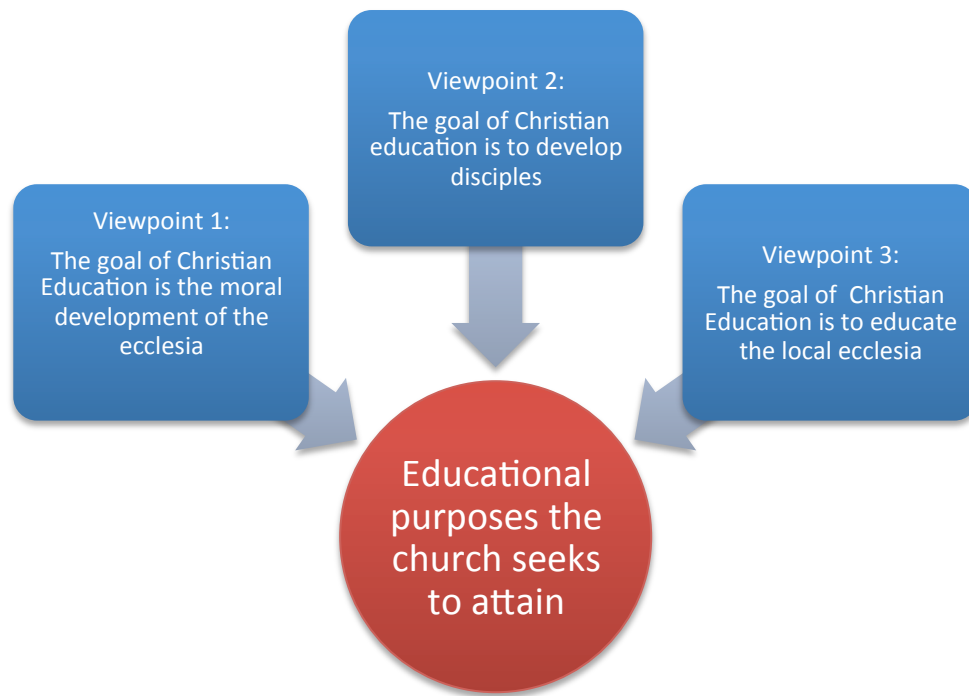 Viewpoint 1:
The goal of Christian
Education is the moral
development of the
ecclesia
Viewpoint 2:
The goal of Christian
education is to develop
disciples
Viewpoint 3:
The goal of  Christian
Education is to educate
the local ecclesia
Educational
purposes the
church seeks
to attain